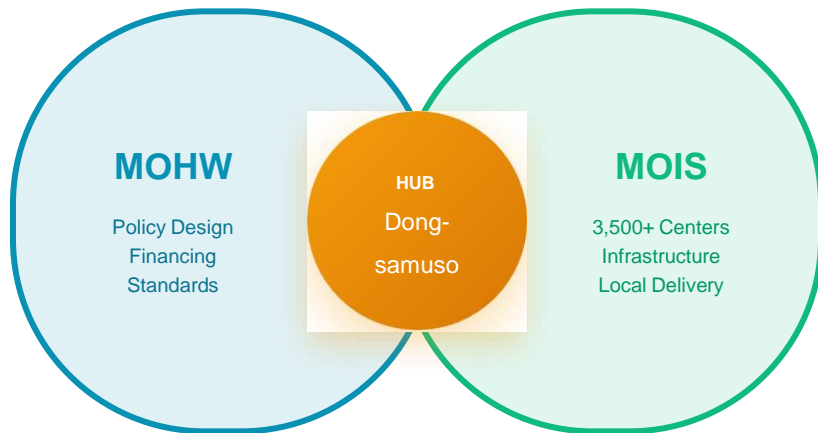 MOHW
Policy Design
Financing
Standards
HUB
Dong-
samuso
MOIS
3,500+ Centers
Infrastructure
Local Delivery